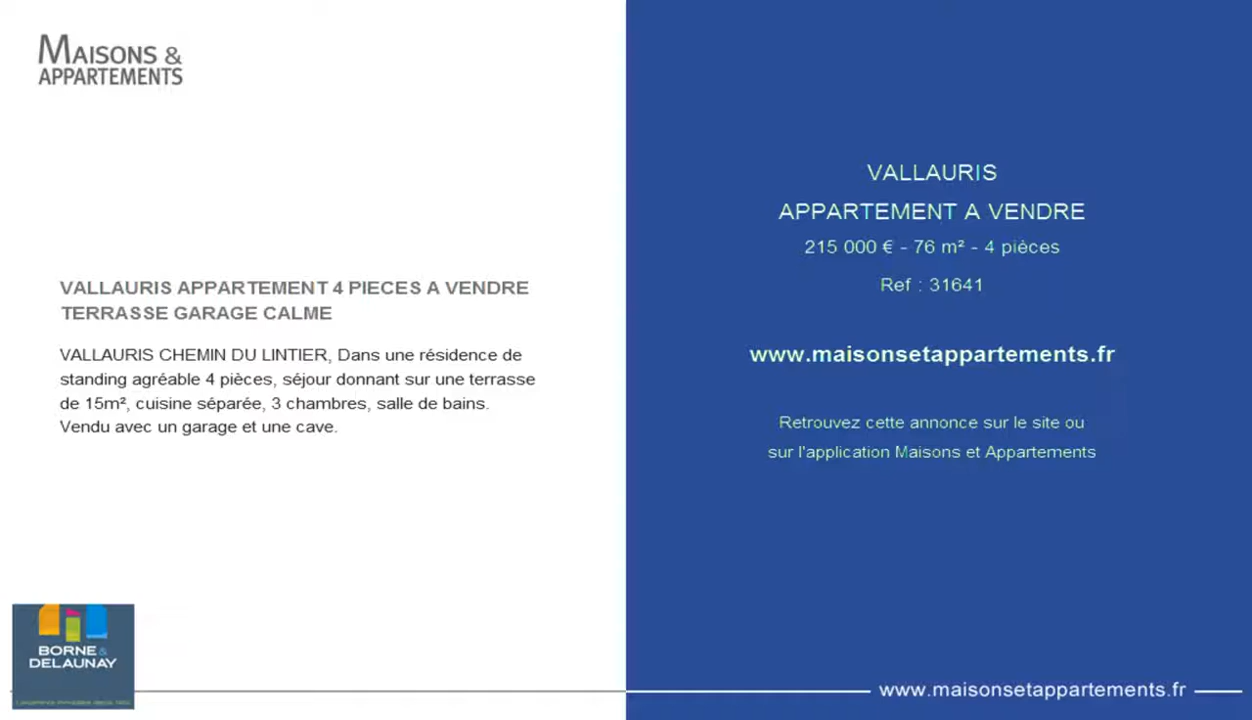 MAISONS &
APPARTEMENTS
VALLAURIS APPARTEMENT 4 PIECES A VENDRE
TERRASSE GARAGE CALME
VALLAURIS CHEMIN DU LINTIER, Dans une résidence de
standing agréable 4 pièces, séjour donnant sur une terrasse
de 15m², cuisine séparée, 3 chambres, salle de bains.
Vendu avec un garage et une cave.
BORNE &
DELAUNAY
VALLAURIS
APPARTEMENT A VENDRE
215 000 € - 76 m² - 4 pièces
Ref : 31641
www.maisonsetappartements.fr
Retrouvez cette annonce sur le site ou
sur l'application Maisons et Appartements
www.maisonsetappartements.fr